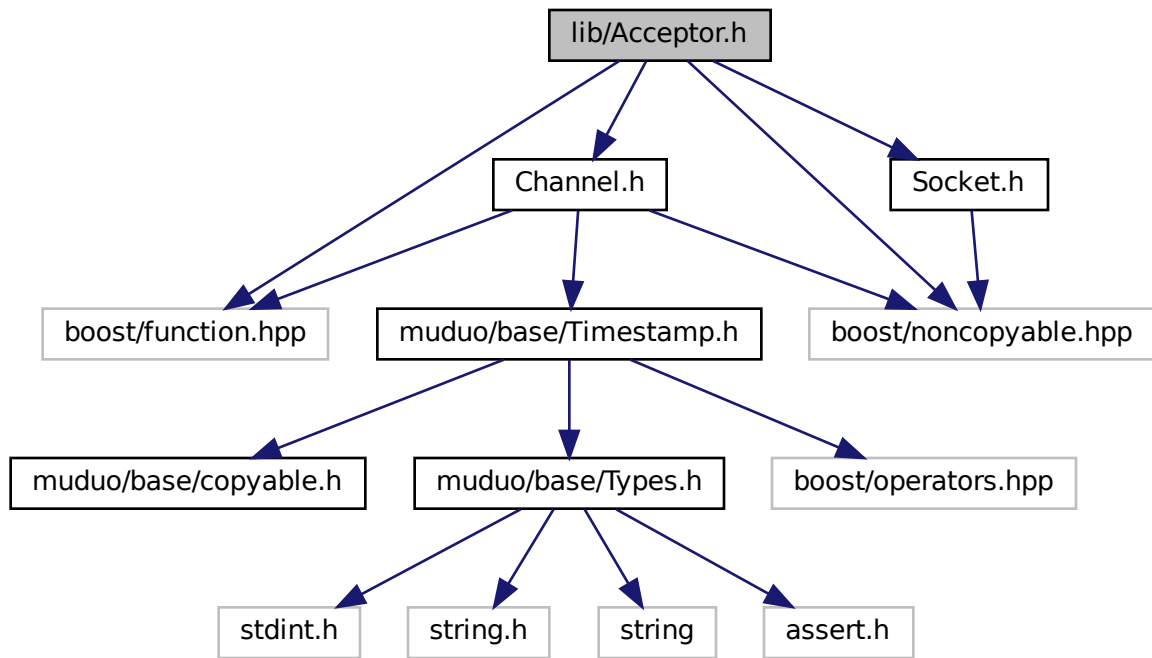 lib/Acceptor.h
Channel.h
Socket.h
boost/function.hpp
muduo/base/Timestamp.h
boost/noncopyable.hpp
muduo/base/copyable.h
muduo/base/Types.h
boost/operators.hpp
stdint.h
string.h
string
assert.h